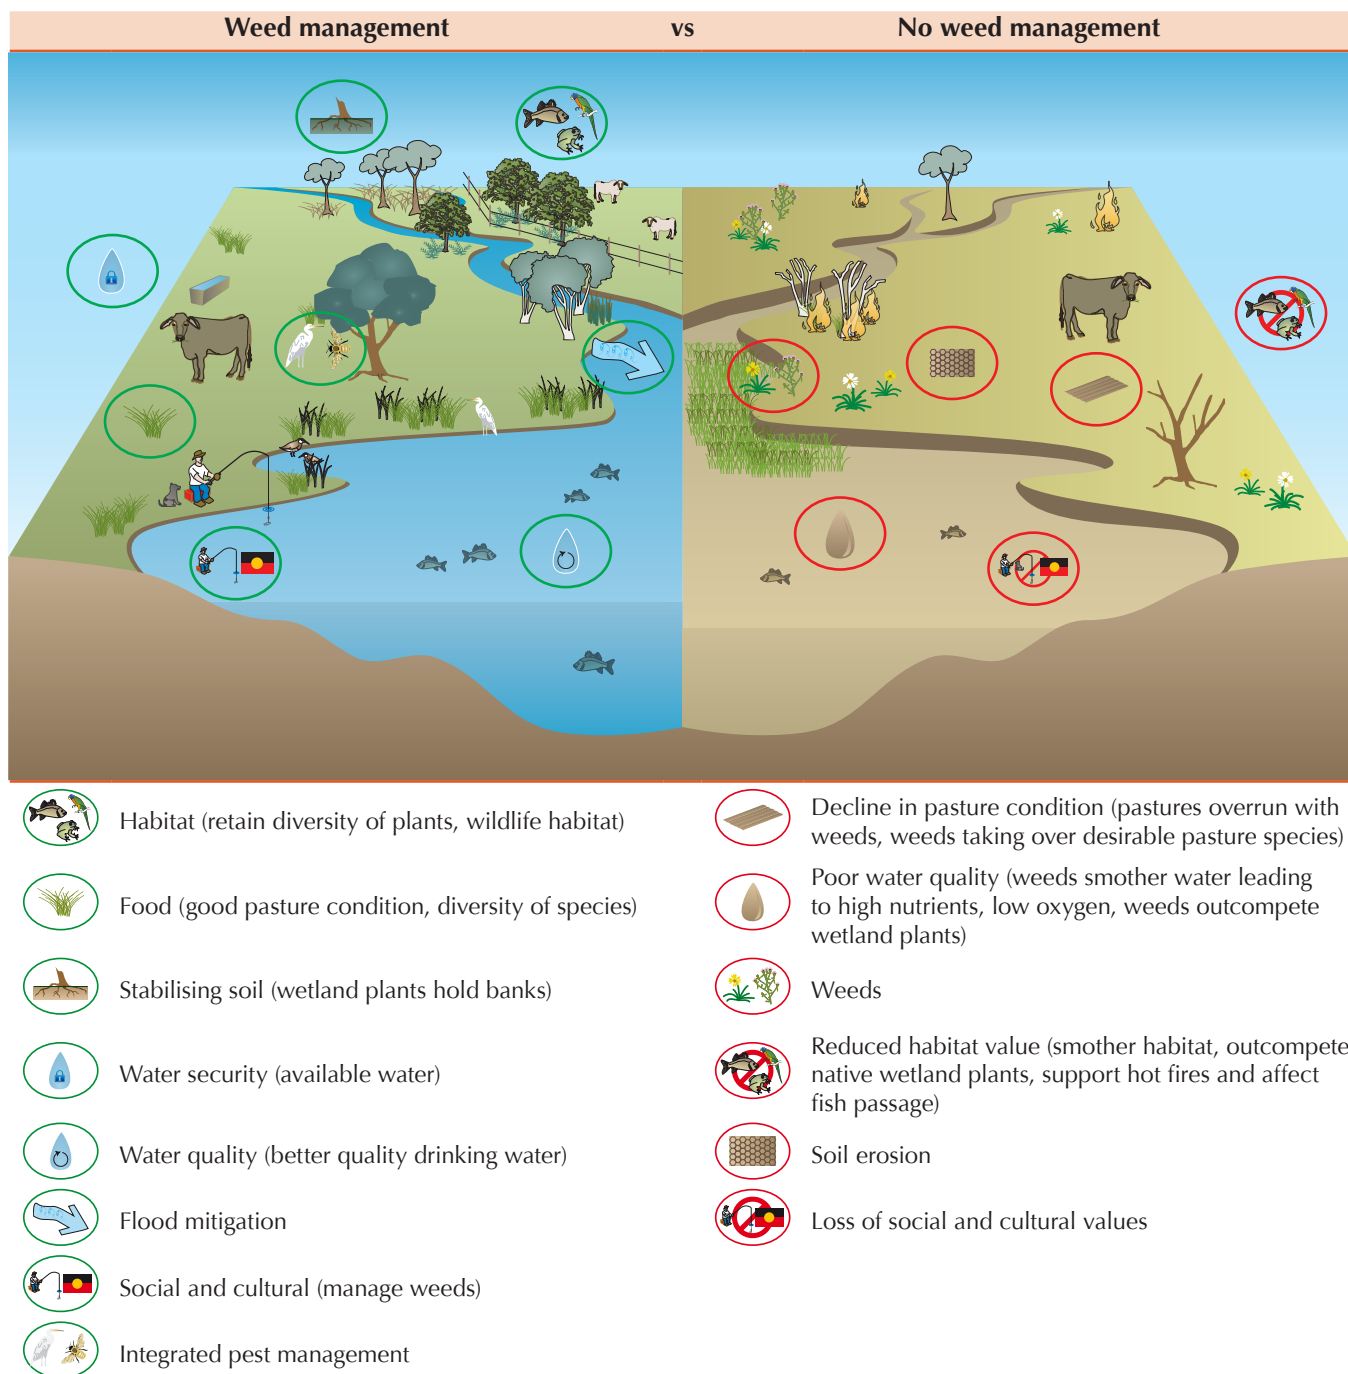 Weed management vs No weed management
Habitat (retain diversity of plants, wildlife habitat)
Food (good pasture condition, diversity of species)
Stabilising soil (wetland plants hold banks)
Water security (available water)
Water quality (better quality drinking water)
Flood mitigation
Social and cultural (manage weeds)
Integrated pest management
Decline in pasture condition (pastures overrun with
weeds, weeds taking over desirable pasture species)
Poor water quality (weeds smother water leading
to high nutrients, low oxygen, weeds outcompete
wetland plants)
Weeds
Reduced habitat value (smother habitat, outcompete
native wetland plants, support hot fires and affect
fish passage)
Soil erosion
Loss of social and cultural values